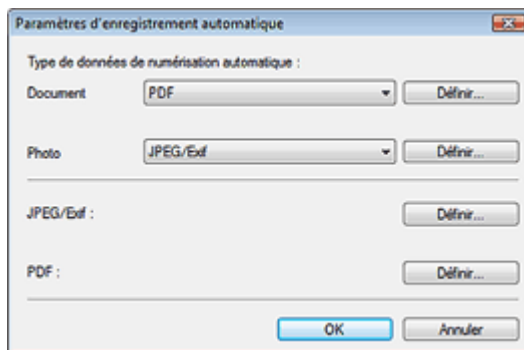 Paramètres d'enregistrement automatique
Type de données de numérisation automatique :
Document PDF Définir...
Photo JPEG/Exif Définir...
JPEG/Exif : Définir...
PDF : Définir...
OK Annuler